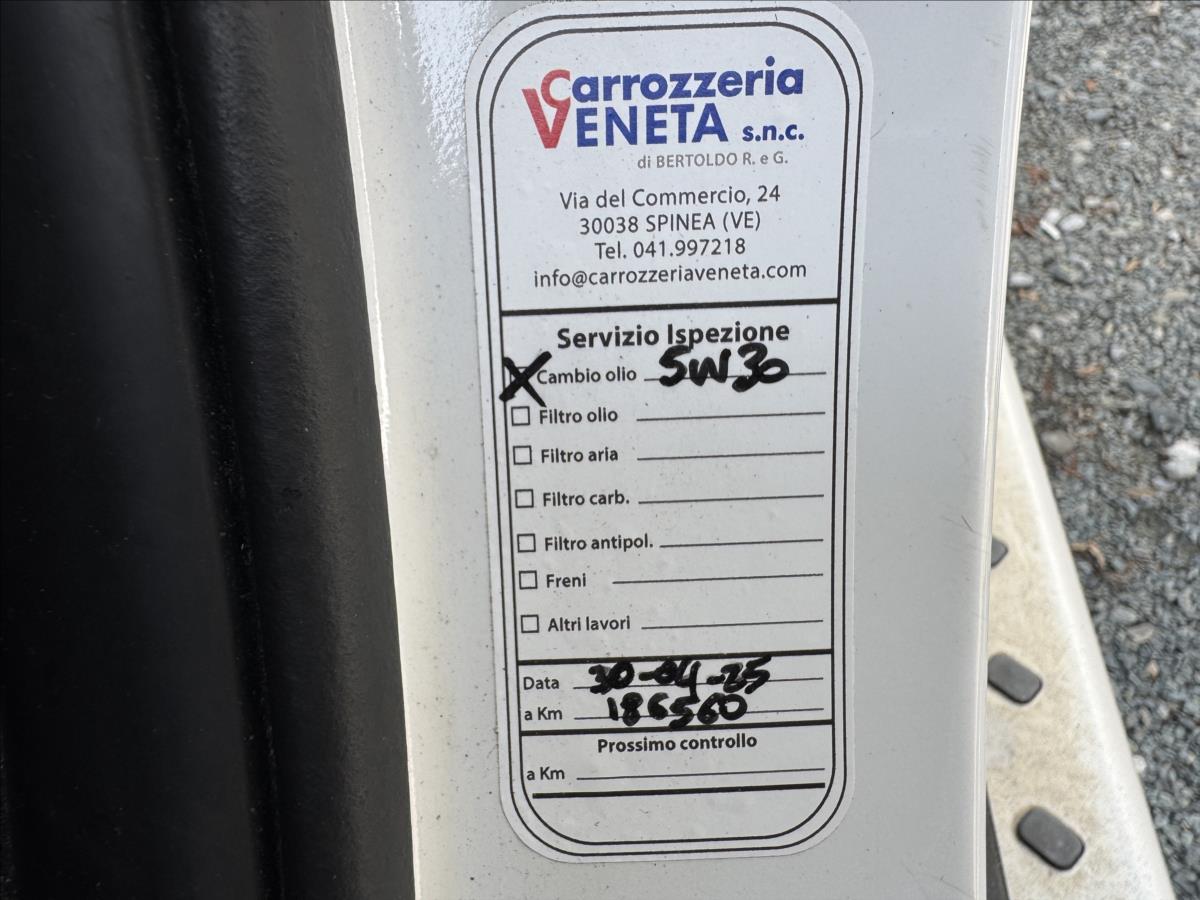 Carrozzeria
VENETA s.n.c.
di BERTOLDO R. e G.
Via del Commercio, 24
30038 SPINEA (VE)
Tel. 041.997218
info@carrozzeriaveneta.com
Servizio Ispezione
X Cambio olio 5W30
Filtro olio
Filtro aria
Filtro carb.
Filtro antipol.
Freni
Altri lavori
Data 30-04-25
a Km 186560
Prossimo controllo
a Km